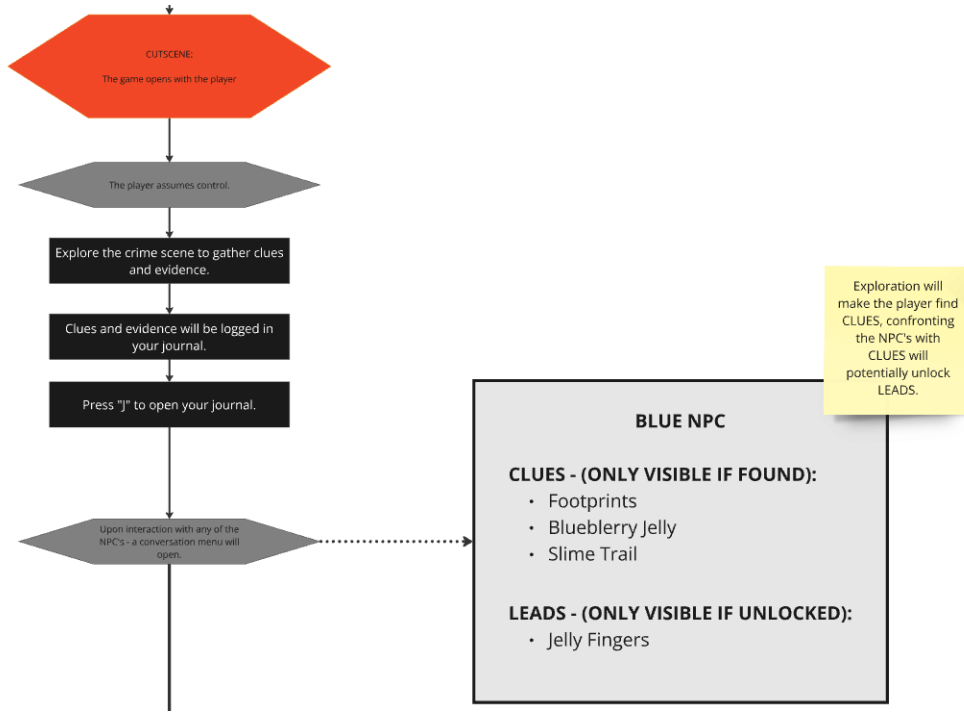 CUTSCENE:
The game opens with the player
The player assumes control.
Explore the crime scene to gather clues
and evidence.
Clues and evidence will be logged in
your journal.
Press "J" to open your journal.
Upon interaction with any of the
NPC's - a conversation menu will
open.
Exploration will
make the player find
CLUES, confronting
the NPC's with
CLUES will
potentially unlock
LEADS.
BLUE NPC
CLUES - (ONLY VISIBLE IF FOUND):
• Footprints
• Blueblerry Jelly
• Slime Trail
LEADS - (ONLY VISIBLE IF UNLOCKED):
• Jelly Fingers